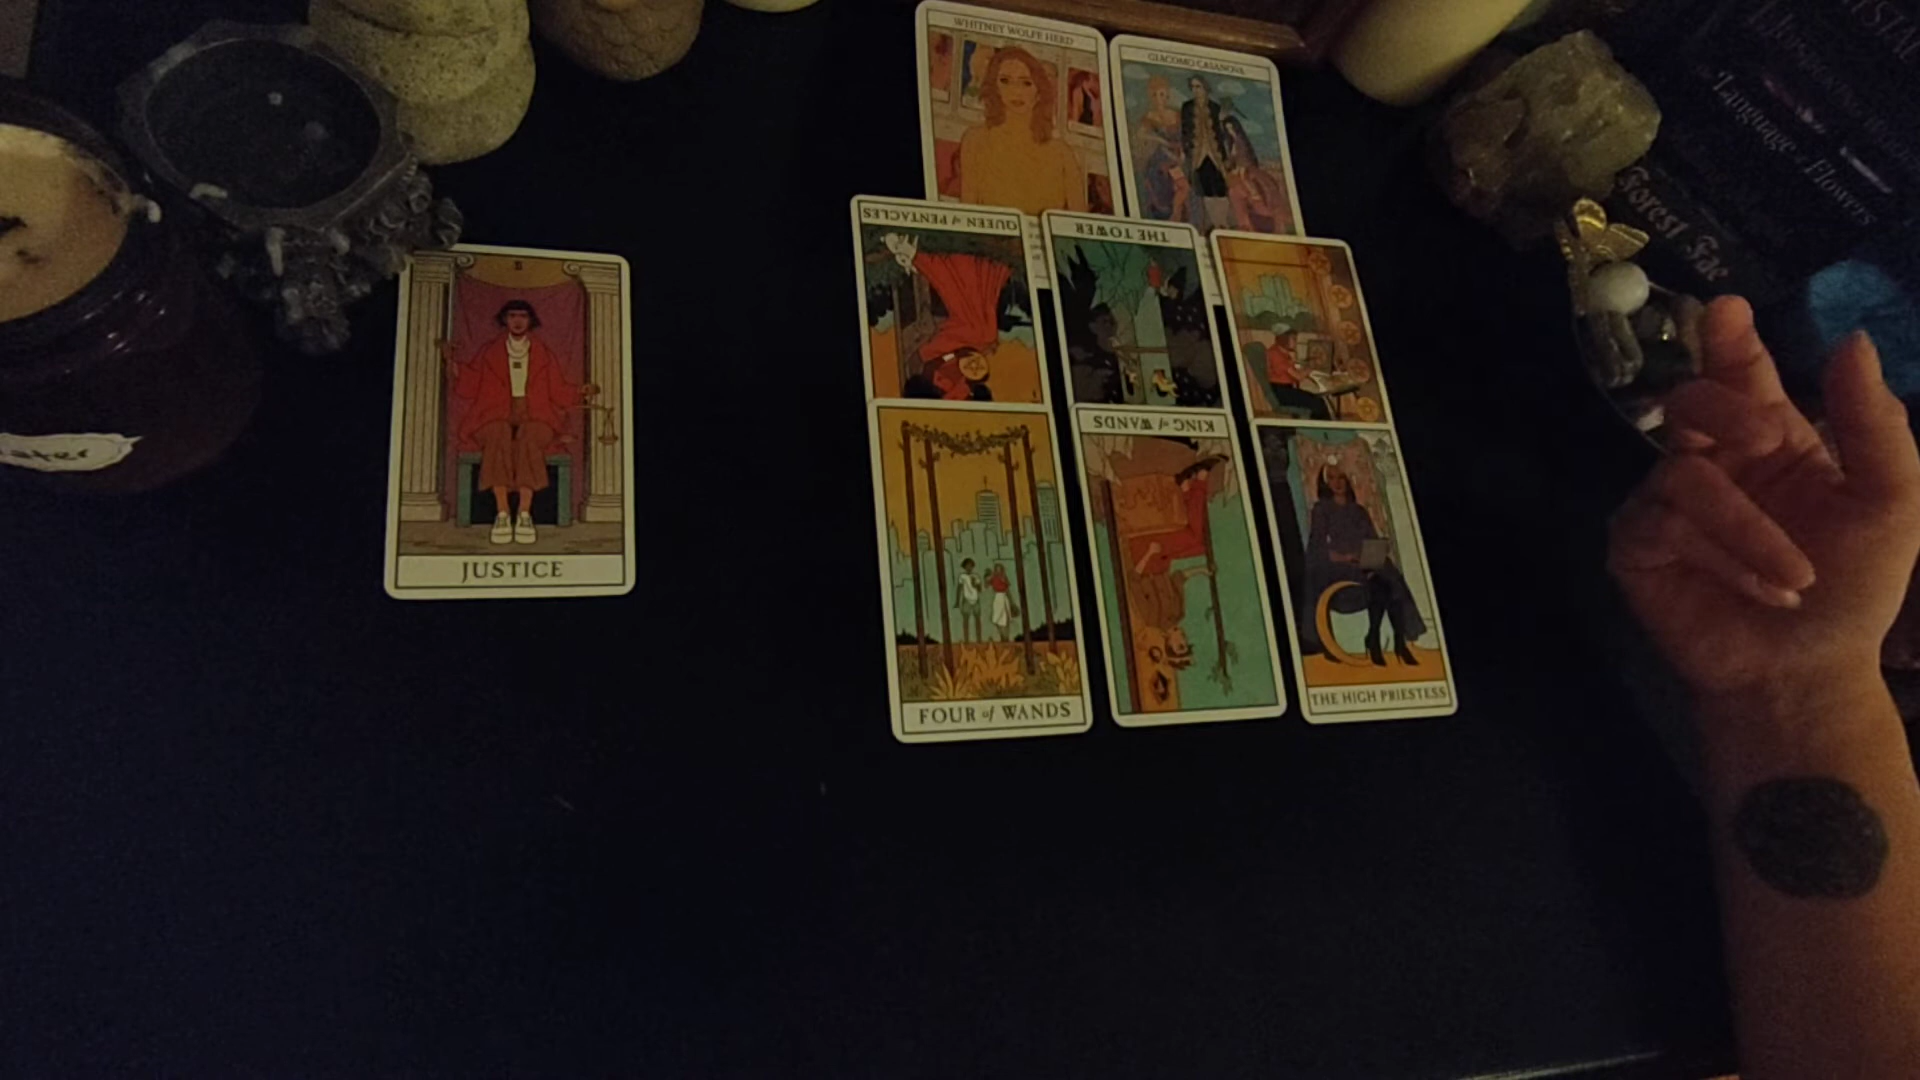 WHITNEY WOLFE HERD
GIACOMO CASANOVA
QUEEN of PENTACLES
THE TOWER
KING of WANDS
JUSTICE
FOUR of WANDS
THE HIGH PRIESTESS
Language of Flowers
Forest Fae